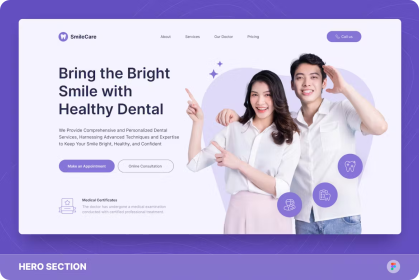 SmileCare
About
Services
Our Doctor
Pricing
Call us
Bring the Bright
Smile with
Healthy Dental
We Provide Comprehensive and Personalized Dental
Services, Harnessing Advanced Techniques and Expertise
to Keep Your Smile Bright, Healthy, and Confident
Make an Appointment
Online Consultation
Medical Certificates
The doctor has undergone a medical examination
conducted with certified professional treatment
HERO SECTION